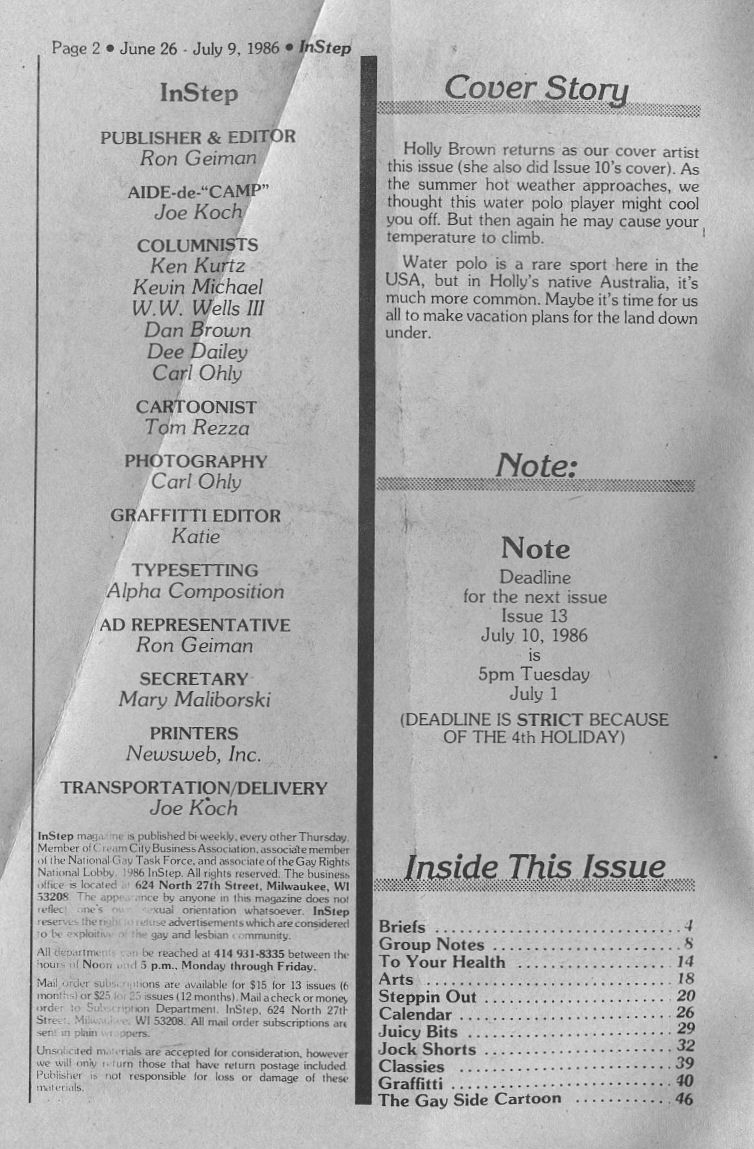 Page 2 • June 26 - July 9, 1986 • InStep
InStep
PUBLISHER & EDITOR
Ron Geiman
AIDE-de-“CAMP”
Joe Koch
COLUMNISTS
Ken Kurtz
Kevin Michael
W.W. Wells III
Dan Brown
Dee Dailey
Carl Ohly
CARTOONIST
Tom Rezza
PHOTOGRAPHY
Carl Ohly
GRAFFITTI EDITOR
Katie
TYPESETTING
Alpha Composition
AD REPRESENTATIVE
Ron Geiman
SECRETARY
Mary Maliborski
PRINTERS
Newsweb, Inc.
TRANSPORTATION/DELIVERY
Joe Koch
InStep magazine is published bi-weekly, every other Thursday.
Member of Cream City Business Association, associate member
of the National Gay Task Force, and associate of the Gay Rights
National Lobby. 1986 InStep. All rights reserved. The business
office is located at 624 North 27th Street, Milwaukee, WI
53208. The appearance by anyone in this magazine does not
reflect one's own sexual orientation whatsoever. InStep
reserves the right to refuse advertisements which are considered
to be exploitive of the gay and lesbian community.
All departments can be reached at 414 931-8335 between the
hours of Noon and 5 p.m., Monday through Friday.
Mail order subscriptions are available for $15 for 13 issues (6
months) or $25 for 25 issues (12 months). Mail a check or money
order to Subscription Department, InStep, 624 North 27th
Street, Milwaukee, WI 53208. All mail order subscriptions are
sent in plain wrappers.
Unsolicited materials are accepted for consideration, however
we will only return those that have return postage included.
Publisher is not responsible for loss or damage of these
materials.
Cover Story
Holly Brown returns as our cover artist
this issue (she also did Issue 10's cover). As
the summer hot weather approaches, we
thought this water polo player might cool
you off. But then again he may cause your
temperature to climb.
Water polo is a rare sport here in the
USA, but in Holly's native Australia, it's
much more common. Maybe it's time for us
all to make vacation plans for the land down
under.
Note:
Note
Deadline
for the next issue
Issue 13
July 10, 1986
is
5pm Tuesday
July 1
(DEADLINE IS STRICT BECAUSE
OF THE 4th HOLIDAY)
Inside This Issue
Briefs . . . . . . . . . . . . . . . . . . . . . . . . . 4
Group Notes . . . . . . . . . . . . . . . . . . . 8
To Your Health . . . . . . . . . . . . . . . . 14
Arts . . . . . . . . . . . . . . . . . . . . . . . . . 18
Steppin Out . . . . . . . . . . . . . . . . . . . 20
Calendar . . . . . . . . . . . . . . . . . . . . . 26
Juicy Bits . . . . . . . . . . . . . . . . . . . . . 29
Jock Shorts . . . . . . . . . . . . . . . . . . . 32
Classies . . . . . . . . . . . . . . . . . . . . . . 39
Graffitti . . . . . . . . . . . . . . . . . . . . . . 40
The Gay Side Cartoon . . . . . . . . . . . 46